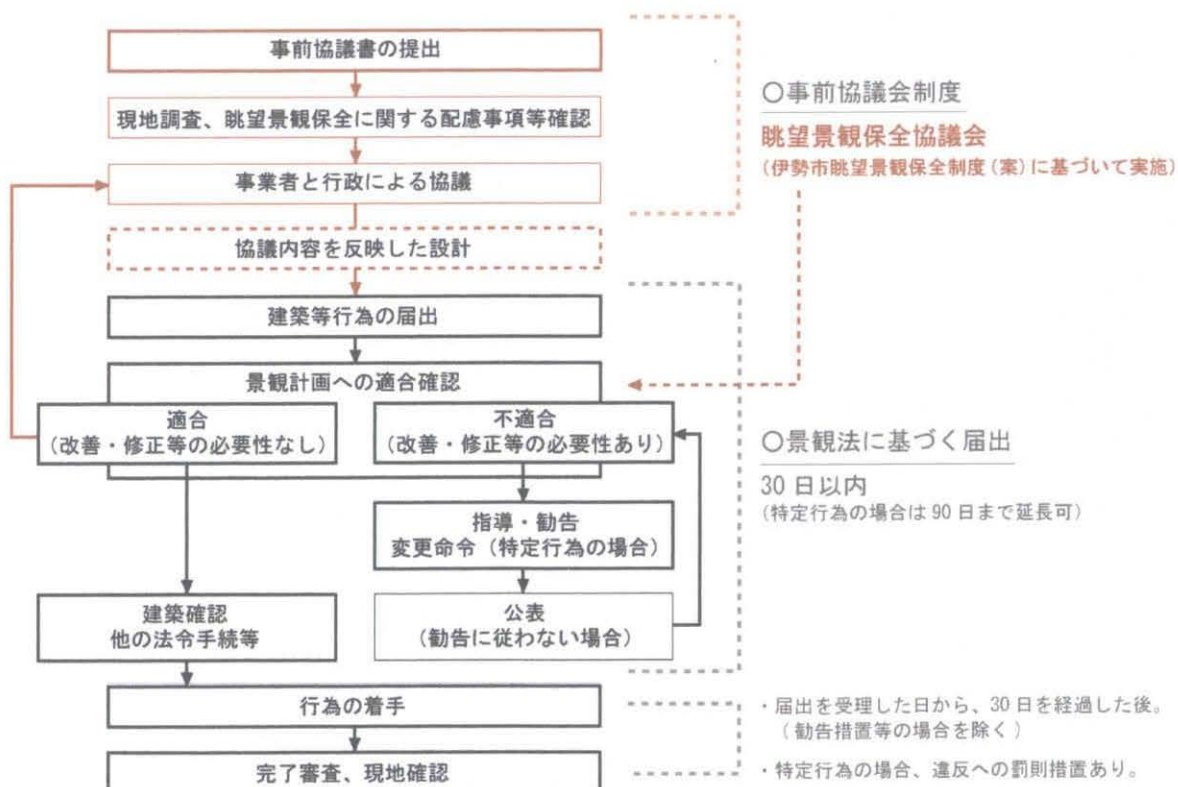 事前協議書の提出
現地調査、眺望景観保全に関する配慮事項等確認
事業者と行政による協議
協議内容を反映した設計
○事前協議会制度
眺望景観保全協議会
(伊勢市眺望景観保全制度(案)に基づいて実施)
建築等行為の届出
景観計画への適合確認
適合
(改善・修正等の必要性なし)
不適合
(改善・修正等の必要性あり)
指導・勧告
変更命令(特定行為の場合)
公表
(勧告に従わない場合)
建築確認
他の法令手続等
○景観法に基づく届出
30日以内
(特定行為の場合は90日まで延長可)
行為の着手
完了審査、現地確認
・届出を受理した日から、30日を経過した後。
(勧告措置等の場合を除く)
・特定行為の場合、違反への罰則措置あり。